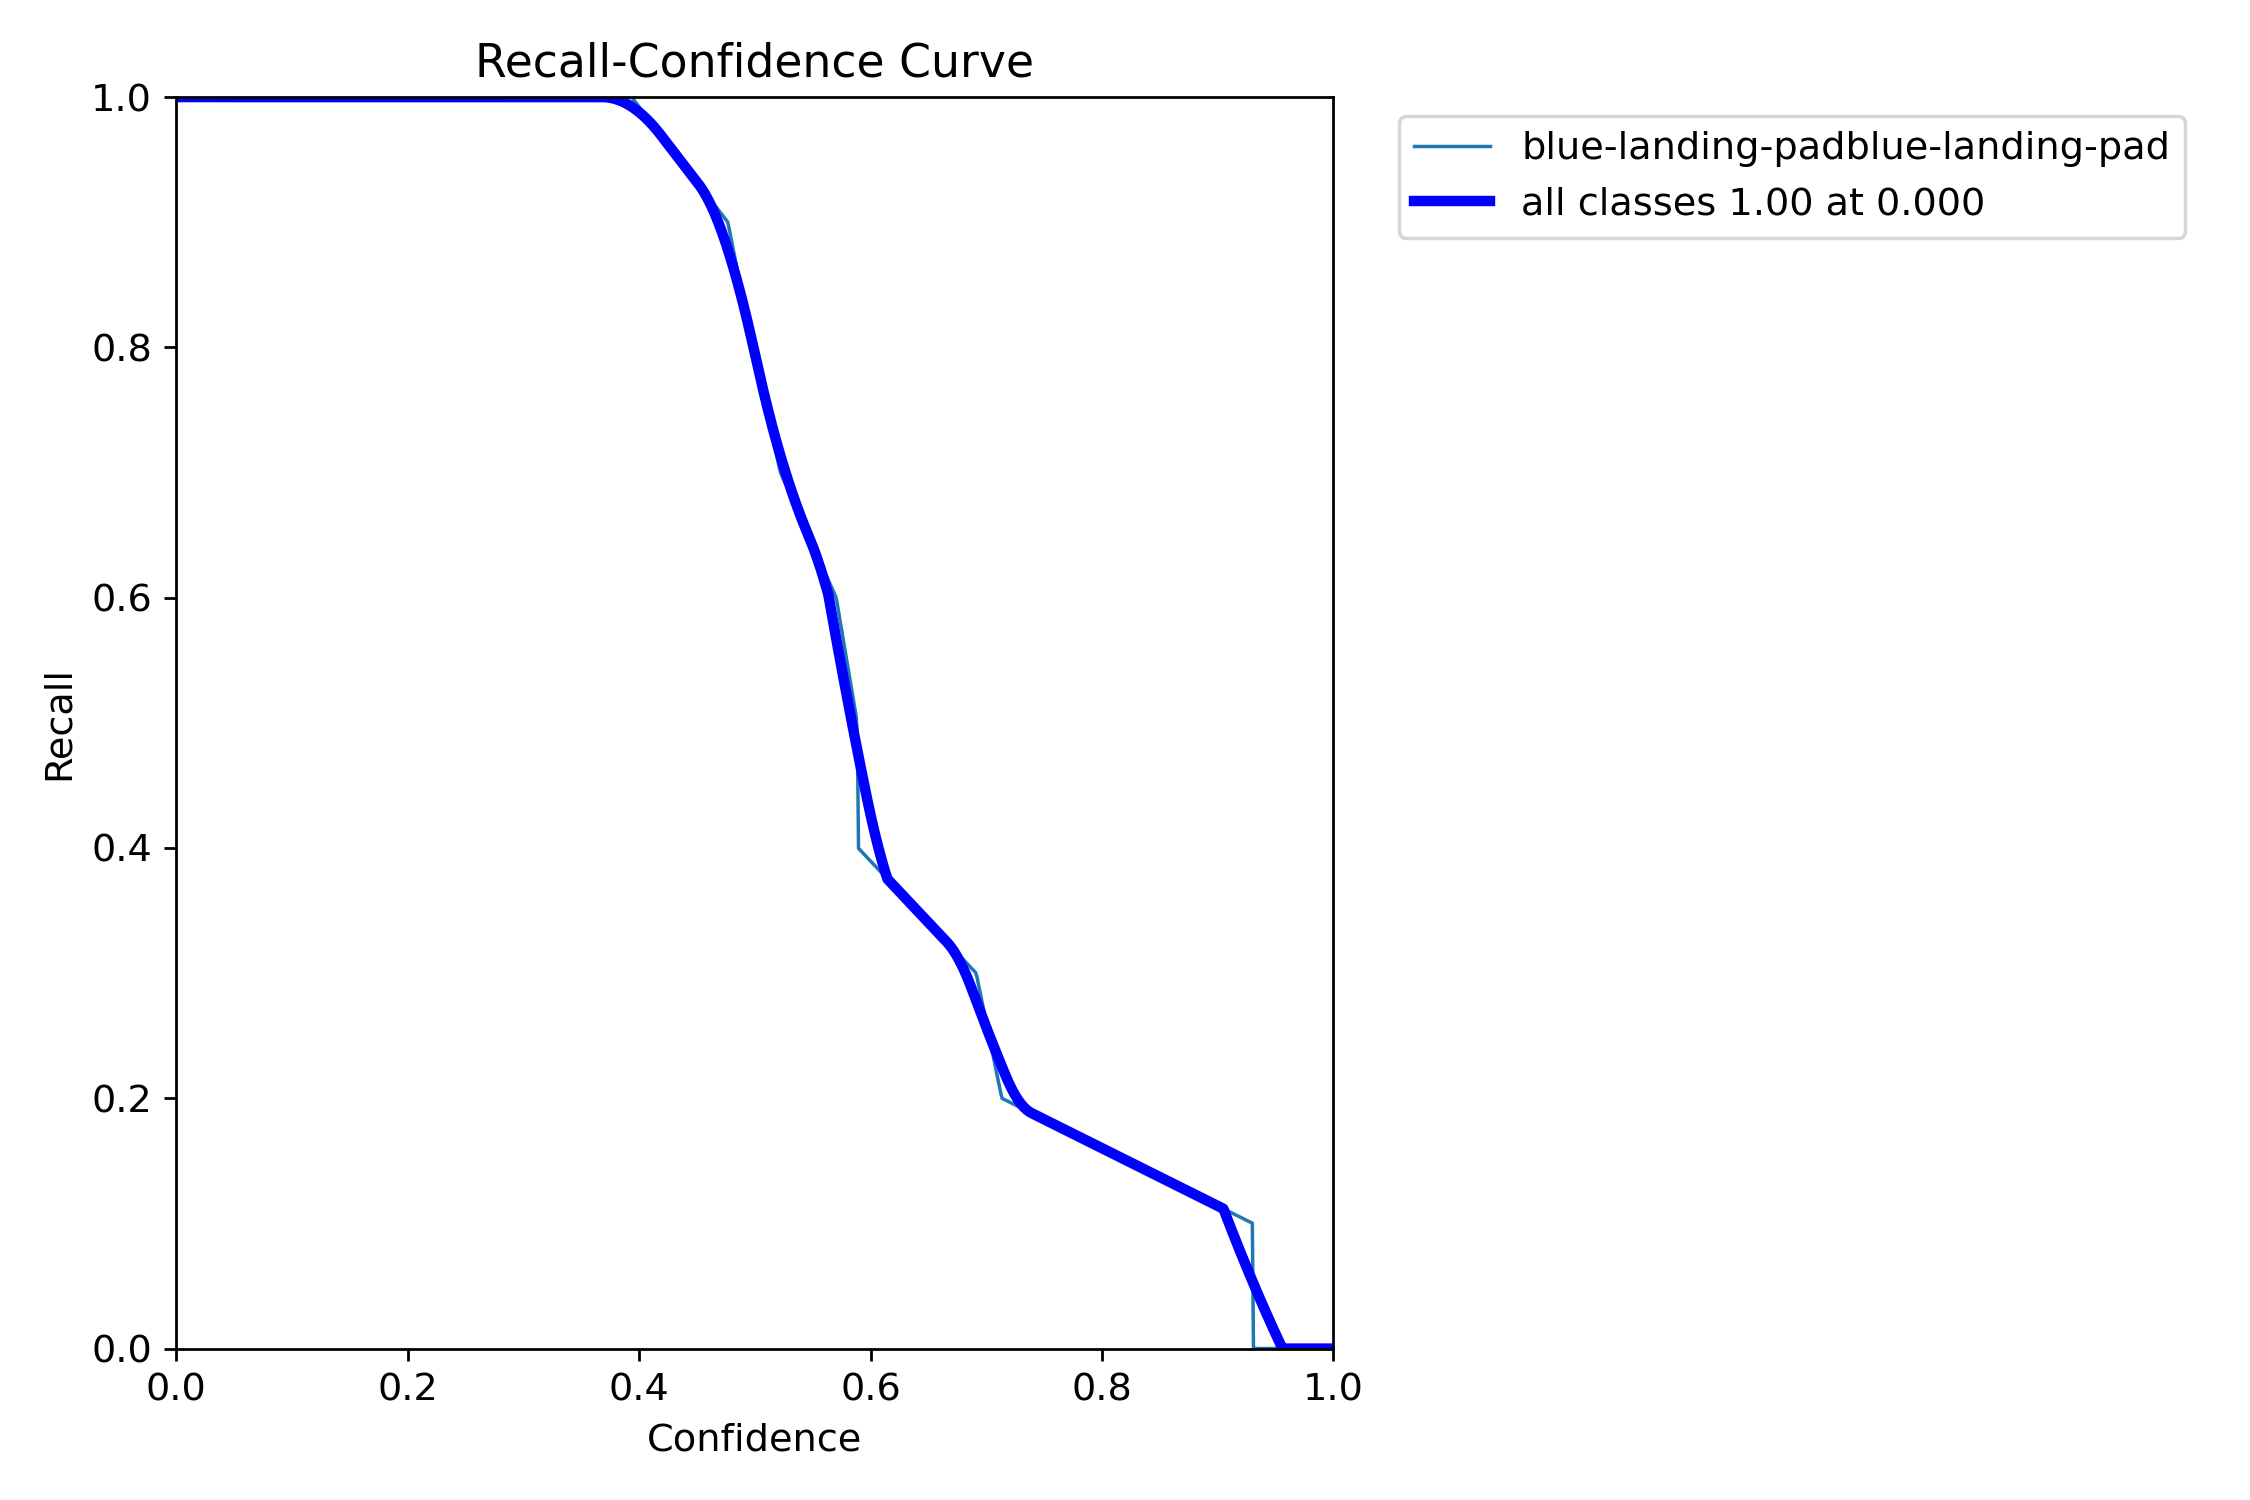 Recall-Confidence Curve
1.0
0.8
0.6
0.4
0.2
0.0
Recall
0.0 0.2 0.4 0.6 0.8 1.0
Confidence
blue-landing-padblue-landing-pad
all classes 1.00 at 0.000